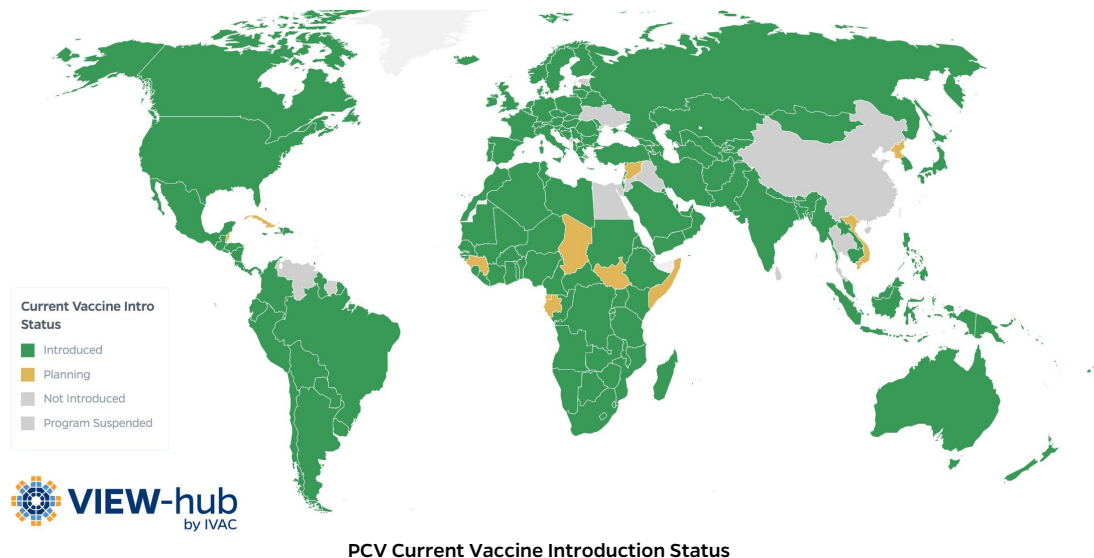 Current Vaccine Intro
Status
Introduced
Planning
Not Introduced
Program Suspended
VIEW-hub
by IVAC
PCV Current Vaccine Introduction Status